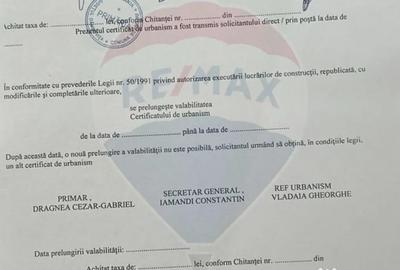 Achitat taxa de: .............................. lei, conform Chitanței nr. .................. din ..................
Prezentul certificat de urbanism a fost transmis solicitantului direct / prin poștă la data de
..........
În conformitate cu prevederile Legii nr. 50/1991 privind autorizarea executării lucrărilor de construcții, republicată, cu
modificările și completările ulterioare,
se prelungește valabilitatea
Certificatului de urbanism
de la data de .............................. până la data de ..............................
După această dată, o nouă prelungire a valabilității nu este posibilă, solicitantul urmând să obțină, în condițiile legii,
un alt certificat de urbanism
PRIMAR , SECRETAR GENERAL , REF URBANISM
DRAGNEA CEZAR-GABRIEL IAMANDI CONSTANTIN VLADAIA GHEORGHE
RE/MAX
Data prelungirii valabilității: ..............................
Achitat taxa de: .............................. lei, conform Chitanței nr. .................. din